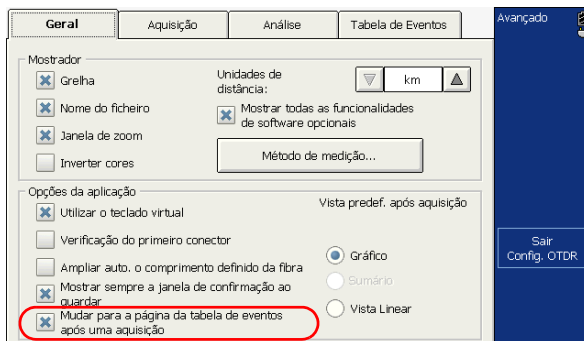 Geral
Aquisição
Análise
Tabela de Eventos
Avançado
Mostrador
Grelha
Nome do ficheiro
Janela de zoom
Inverter cores
Unidades de
distância:
km
Mostrar todas as funcionalidades
de software opcionais
Método de medição...
Opções da aplicação
Utilizar o teclado virtual
Verificação do primeiro conector
Ampliar auto. o comprimento definido da fibra
Mostrar sempre a janela de confirmação ao
guardar
Mudar para a página da tabela de eventos
após uma aquisição
Vista predef. após aquisição
Gráfico
Sumário
Vista Linear
Sair
Config. OTDR